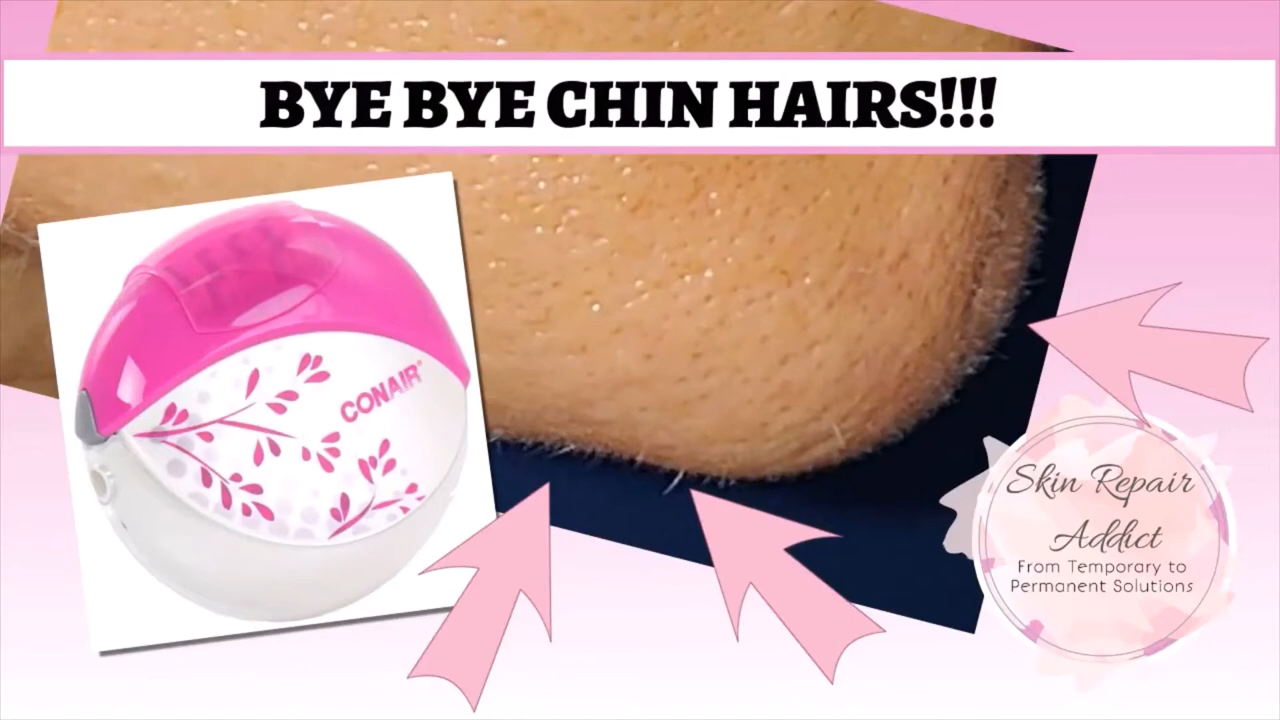 BYE BYE CHIN HAIRS!!!
CONAIR®
Skin Repair
Addict
From Temporary to
Permanent Solutions